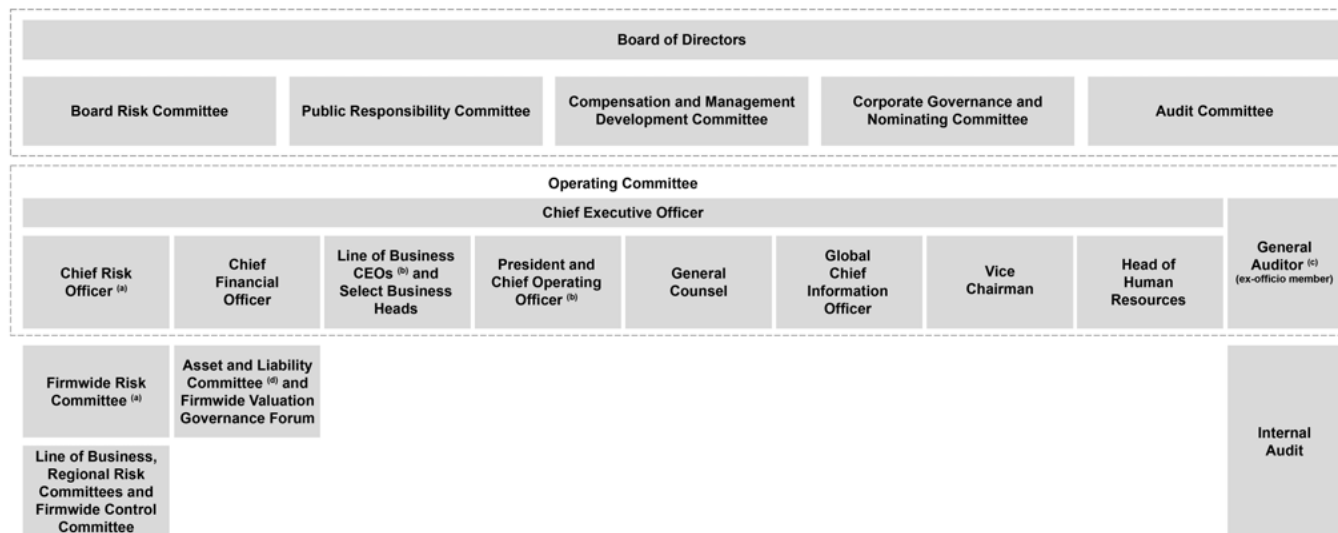 Board of Directors
Board Risk Committee
Public Responsibility Committee
Compensation and Management
Development Committee
Corporate Governance and
Nominating Committee
Audit Committee
Operating Committee
Chief Executive Officer
Chief Risk
Officer (a)
Chief
Financial
Officer
Line of Business
CEOs (b) and
Select Business
Heads
President and
Chief Operating
Officer (b)
General
Counsel
Global
Chief
Information
Officer
Vice
Chairman
Head of
Human
Resources
General
Auditor (c)
(ex-officio member)
Firmwide Risk
Committee (a)
Asset and Liability
Committee (d) and
Firmwide Valuation
Governance Forum
Internal
Audit
Line of Business,
Regional Risk
Committees and
Firmwide Control
Committee